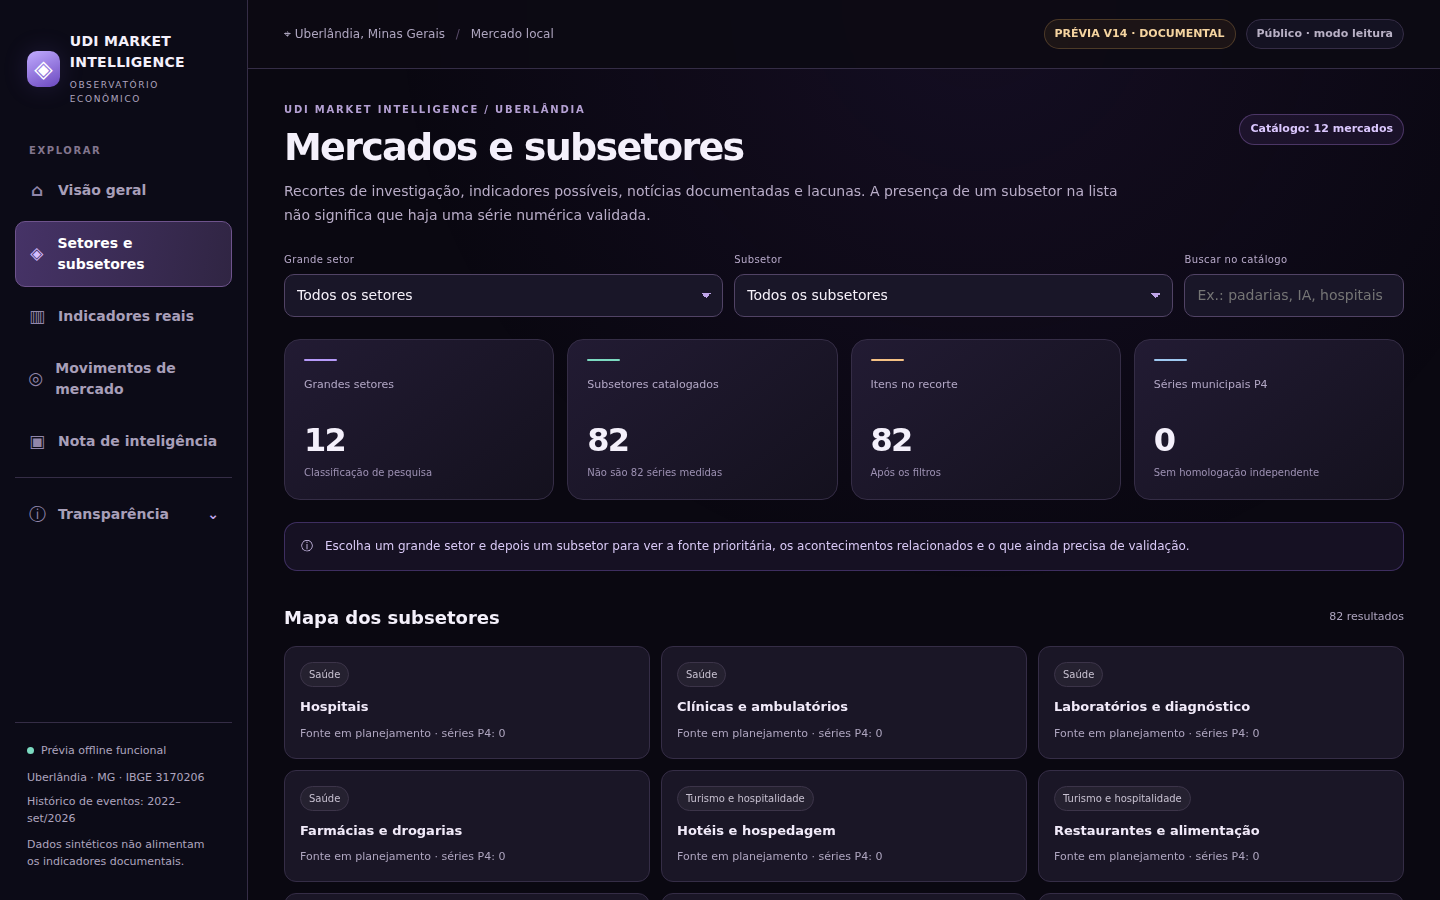 UDI MARKET
INTELLIGENCE
OBSERVATÓRIO
ECONÔMICO
EXPLORAR
Visão geral
Setores e
subsetores
Indicadores reais
Movimentos de
mercado
Nota de inteligência
Transparência
Prévia offline funcional
Uberlândia · MG · IBGE 3170206
Histórico de eventos: 2022–
set/2026
Dados sintéticos não alimentam
os indicadores documentais.
Uberlândia, Minas Gerais / Mercado local
PRÉVIA V14 · DOCUMENTAL
Público · modo leitura
UDI MARKET INTELLIGENCE / UBERLÂNDIA
Mercados e subsetores
Catálogo: 12 mercados
Recortes de investigação, indicadores possíveis, notícias documentadas e lacunas. A presença de um subsetor na lista
não significa que haja uma série numérica validada.
Grande setor
Subsetor
Buscar no catálogo
Todos os setores
Todos os subsetores
Ex.: padarias, IA, hospitais
Grandes setores
12
Classificação de pesquisa
Subsetores catalogados
82
Não são 82 séries medidas
Itens no recorte
82
Após os filtros
Séries municipais P4
0
Sem homologação independente
Escolha um grande setor e depois um subsetor para ver a fonte prioritária, os acontecimentos relacionados e o que ainda precisa de validação.
Mapa dos subsetores
82 resultados
Saúde
Hospitais
Fonte em planejamento · séries P4: 0
Saúde
Clínicas e ambulatórios
Fonte em planejamento · séries P4: 0
Saúde
Laboratórios e diagnóstico
Fonte em planejamento · séries P4: 0
Saúde
Farmácias e drogarias
Fonte em planejamento · séries P4: 0
Turismo e hospitalidade
Hotéis e hospedagem
Fonte em planejamento · séries P4: 0
Turismo e hospitalidade
Restaurantes e alimentação
Fonte em planejamento · séries P4: 0